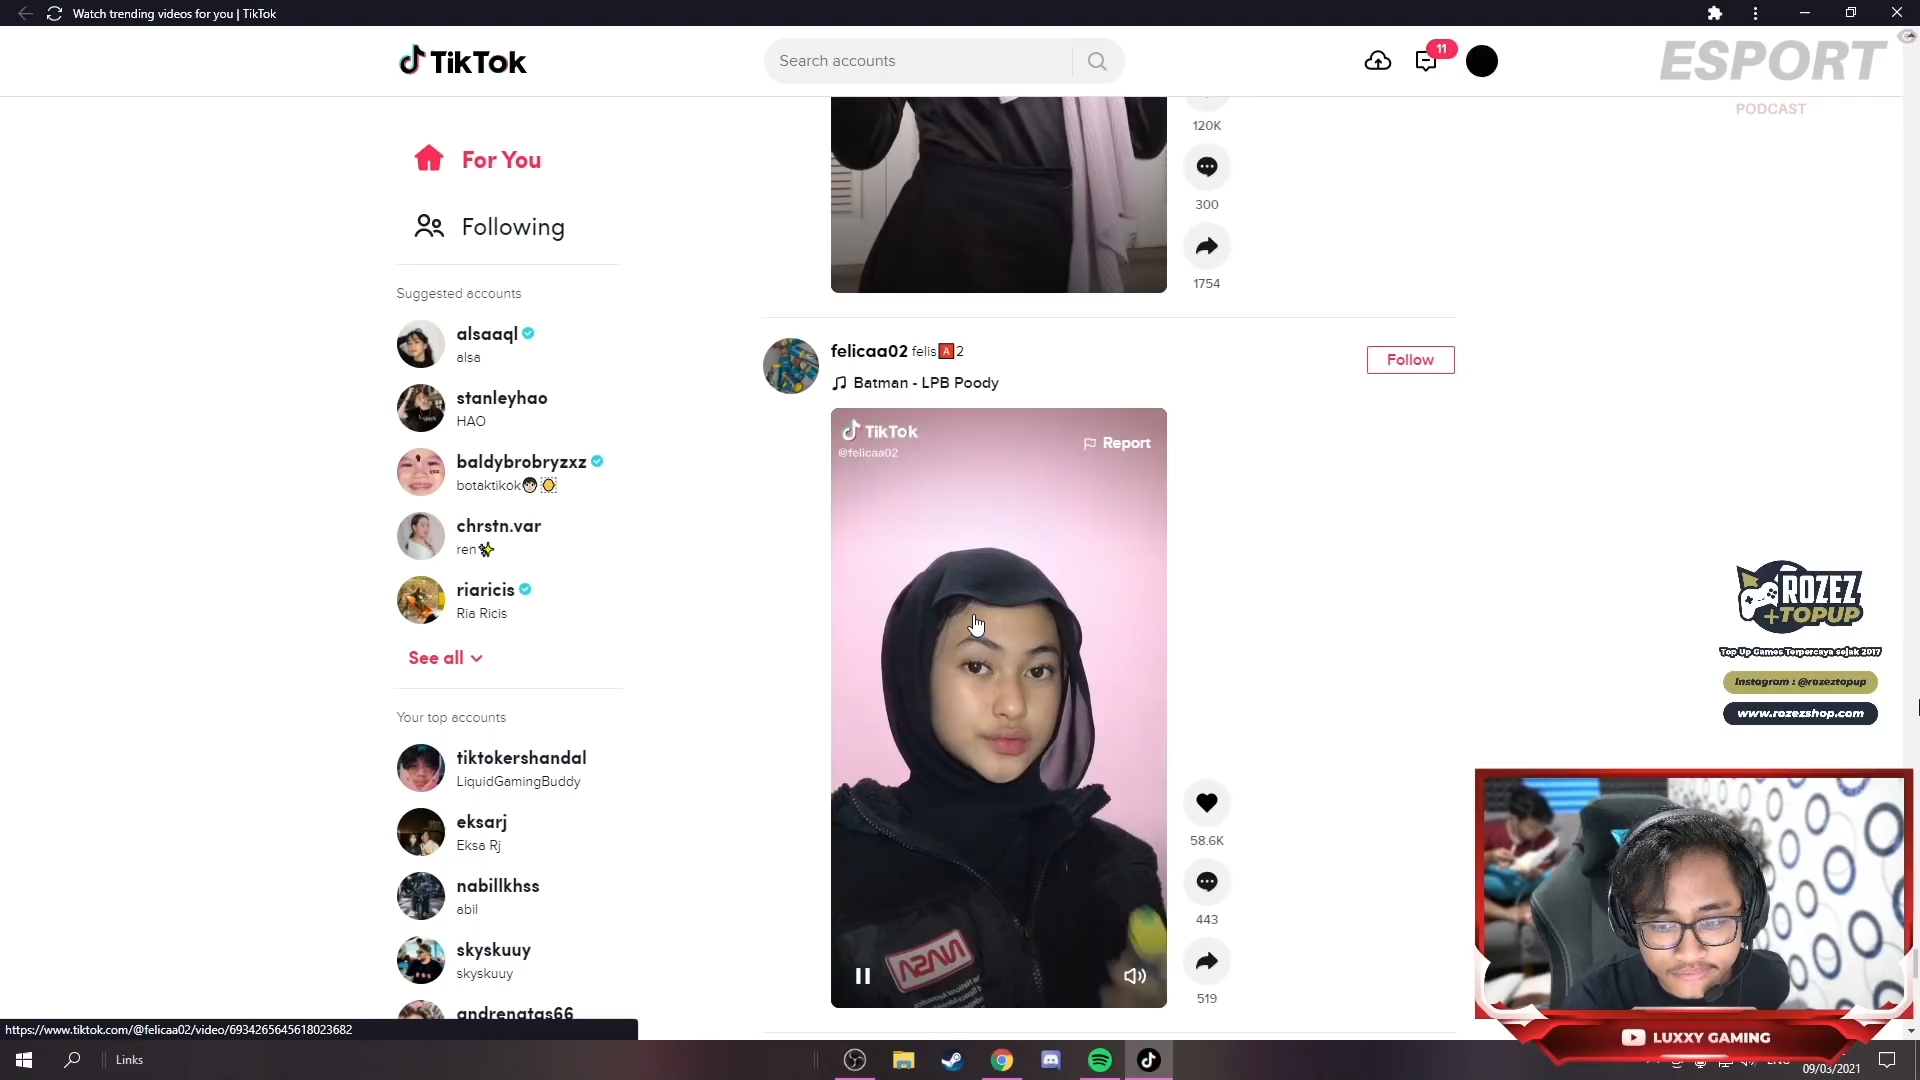 Watch trending videos for you | TikTok
TikTok
Search accounts
11
ESPORT
PODCAST
For You
Following
Suggested accounts
alsaaql
alsa
stanleyhao
HAO
baldybrobryzxz
botaktikok
chrstn.var
ren
riaricis
Ria Ricis
See all
Your top accounts
tiktokershandal
LiquidGamingBuddy
eksarj
Eksa Rj
nabillkhss
abil
skyskuuy
skyskuuy
andrenatas66
120K
300
1754
felicaa02 felis A 2
Batman - LPB Poody
Follow
TikTok
@felicaa02
Report
NASA
58.6K
443
519
ROZEZ
+TOPUP
Top Up Games Terpercaya sejak 2017
Instagram : @rozeztopup
www.rozezshop.com
LUXXY GAMING
https://www.tiktok.com/@felicaa02/video/6934265645618023682
Links
09/03/2021